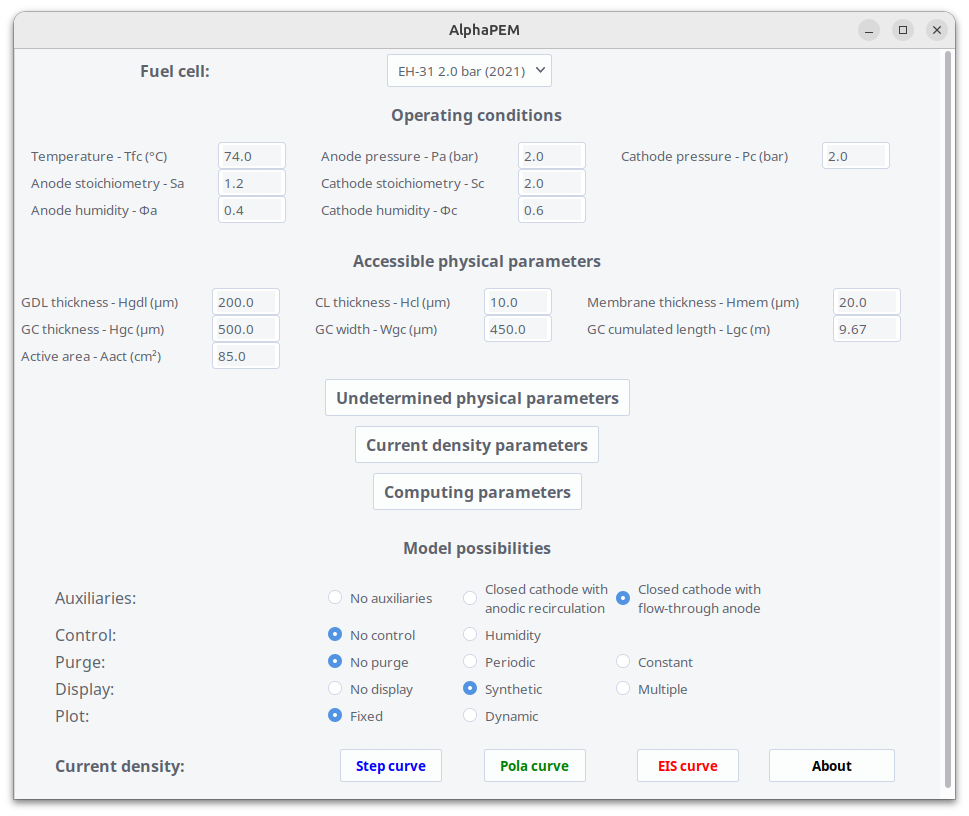 AlphaPEM
Fuel cell: EH-31 2.0 bar (2021)
Operating conditions
Temperature - Tfc (°C) 74.0 Anode pressure - Pa (bar) 2.0 Cathode pressure - Pc (bar) 2.0
Anode stoichiometry - Sa 1.2 Cathode stoichiometry - Sc 2.0
Anode humidity - Φa 0.4 Cathode humidity - Φc 0.6
Accessible physical parameters
GDL thickness - Hgdl (μm) 200.0 CL thickness - Hcl (μm) 10.0 Membrane thickness - Hmem (μm) 20.0
GC thickness - Hgc (μm) 500.0 GC width - Wgc (μm) 450.0 GC cumulated length - Lgc (m) 9.67
Active area - Aact (cm²) 85.0
Undetermined physical parameters
Current density parameters
Computing parameters
Model possibilities
Auxiliaries: No auxiliaries Closed cathode with anodic recirculation Closed cathode with flow-through anode
Control: No control Humidity
Purge: No purge Periodic Constant
Display: No display Synthetic Multiple
Plot: Fixed Dynamic
Current density: Step curve Pola curve EIS curve About